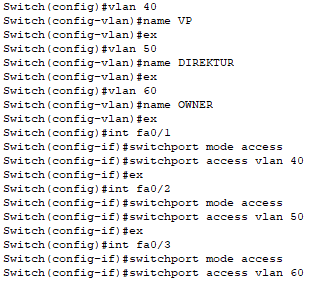 Switch(config)#vlan 40
Switch(config-vlan)#name VP
Switch(config-vlan)#ex
Switch(config)#vlan 50
Switch(config-vlan)#name DIREKTUR
Switch(config-vlan)#ex
Switch(config)#vlan 60
Switch(config-vlan)#name OWNER
Switch(config-vlan)#ex
Switch(config)#int fa0/1
Switch(config-if)#switchport mode access
Switch(config-if)#switchport access vlan 40
Switch(config-if)#ex
Switch(config)#int fa0/2
Switch(config-if)#switchport mode access
Switch(config-if)#switchport access vlan 50
Switch(config-if)#ex
Switch(config)#int fa0/3
Switch(config-if)#switchport mode access
Switch(config-if)#switchport access vlan 60